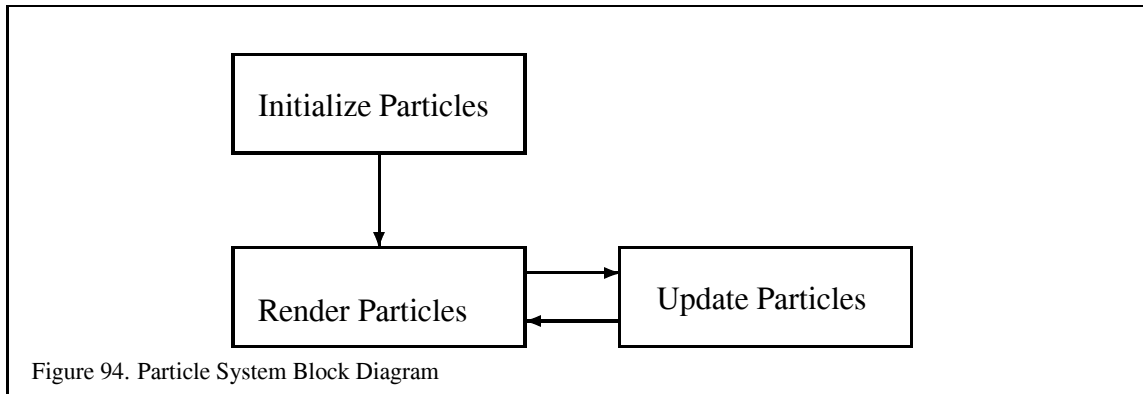 Initialize Particles
Render Particles
Update Particles
Figure 94. Particle System Block Diagram